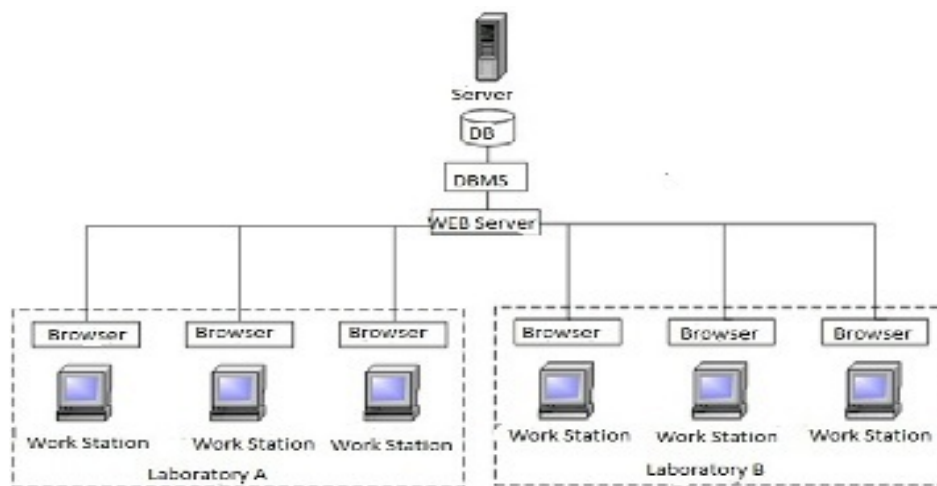 Server
DB
DBMS
WEB Server
Browser Browser Browser Browser Browser Browser
Work Station Work Station Work Station Work Station Work Station Work Station
Laboratory A Laboratory B